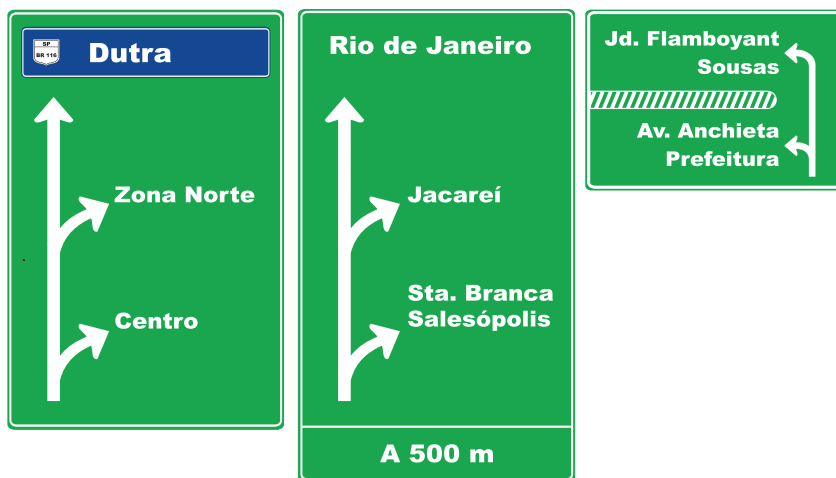 SP
BR 116
Dutra
Zona Norte
Centro
Rio de Janeiro
Jacareí
Sta. Branca
Salesópolis
A 500 m
Jd. Flamboyant
Sousas
Av. Anchieta
Prefeitura